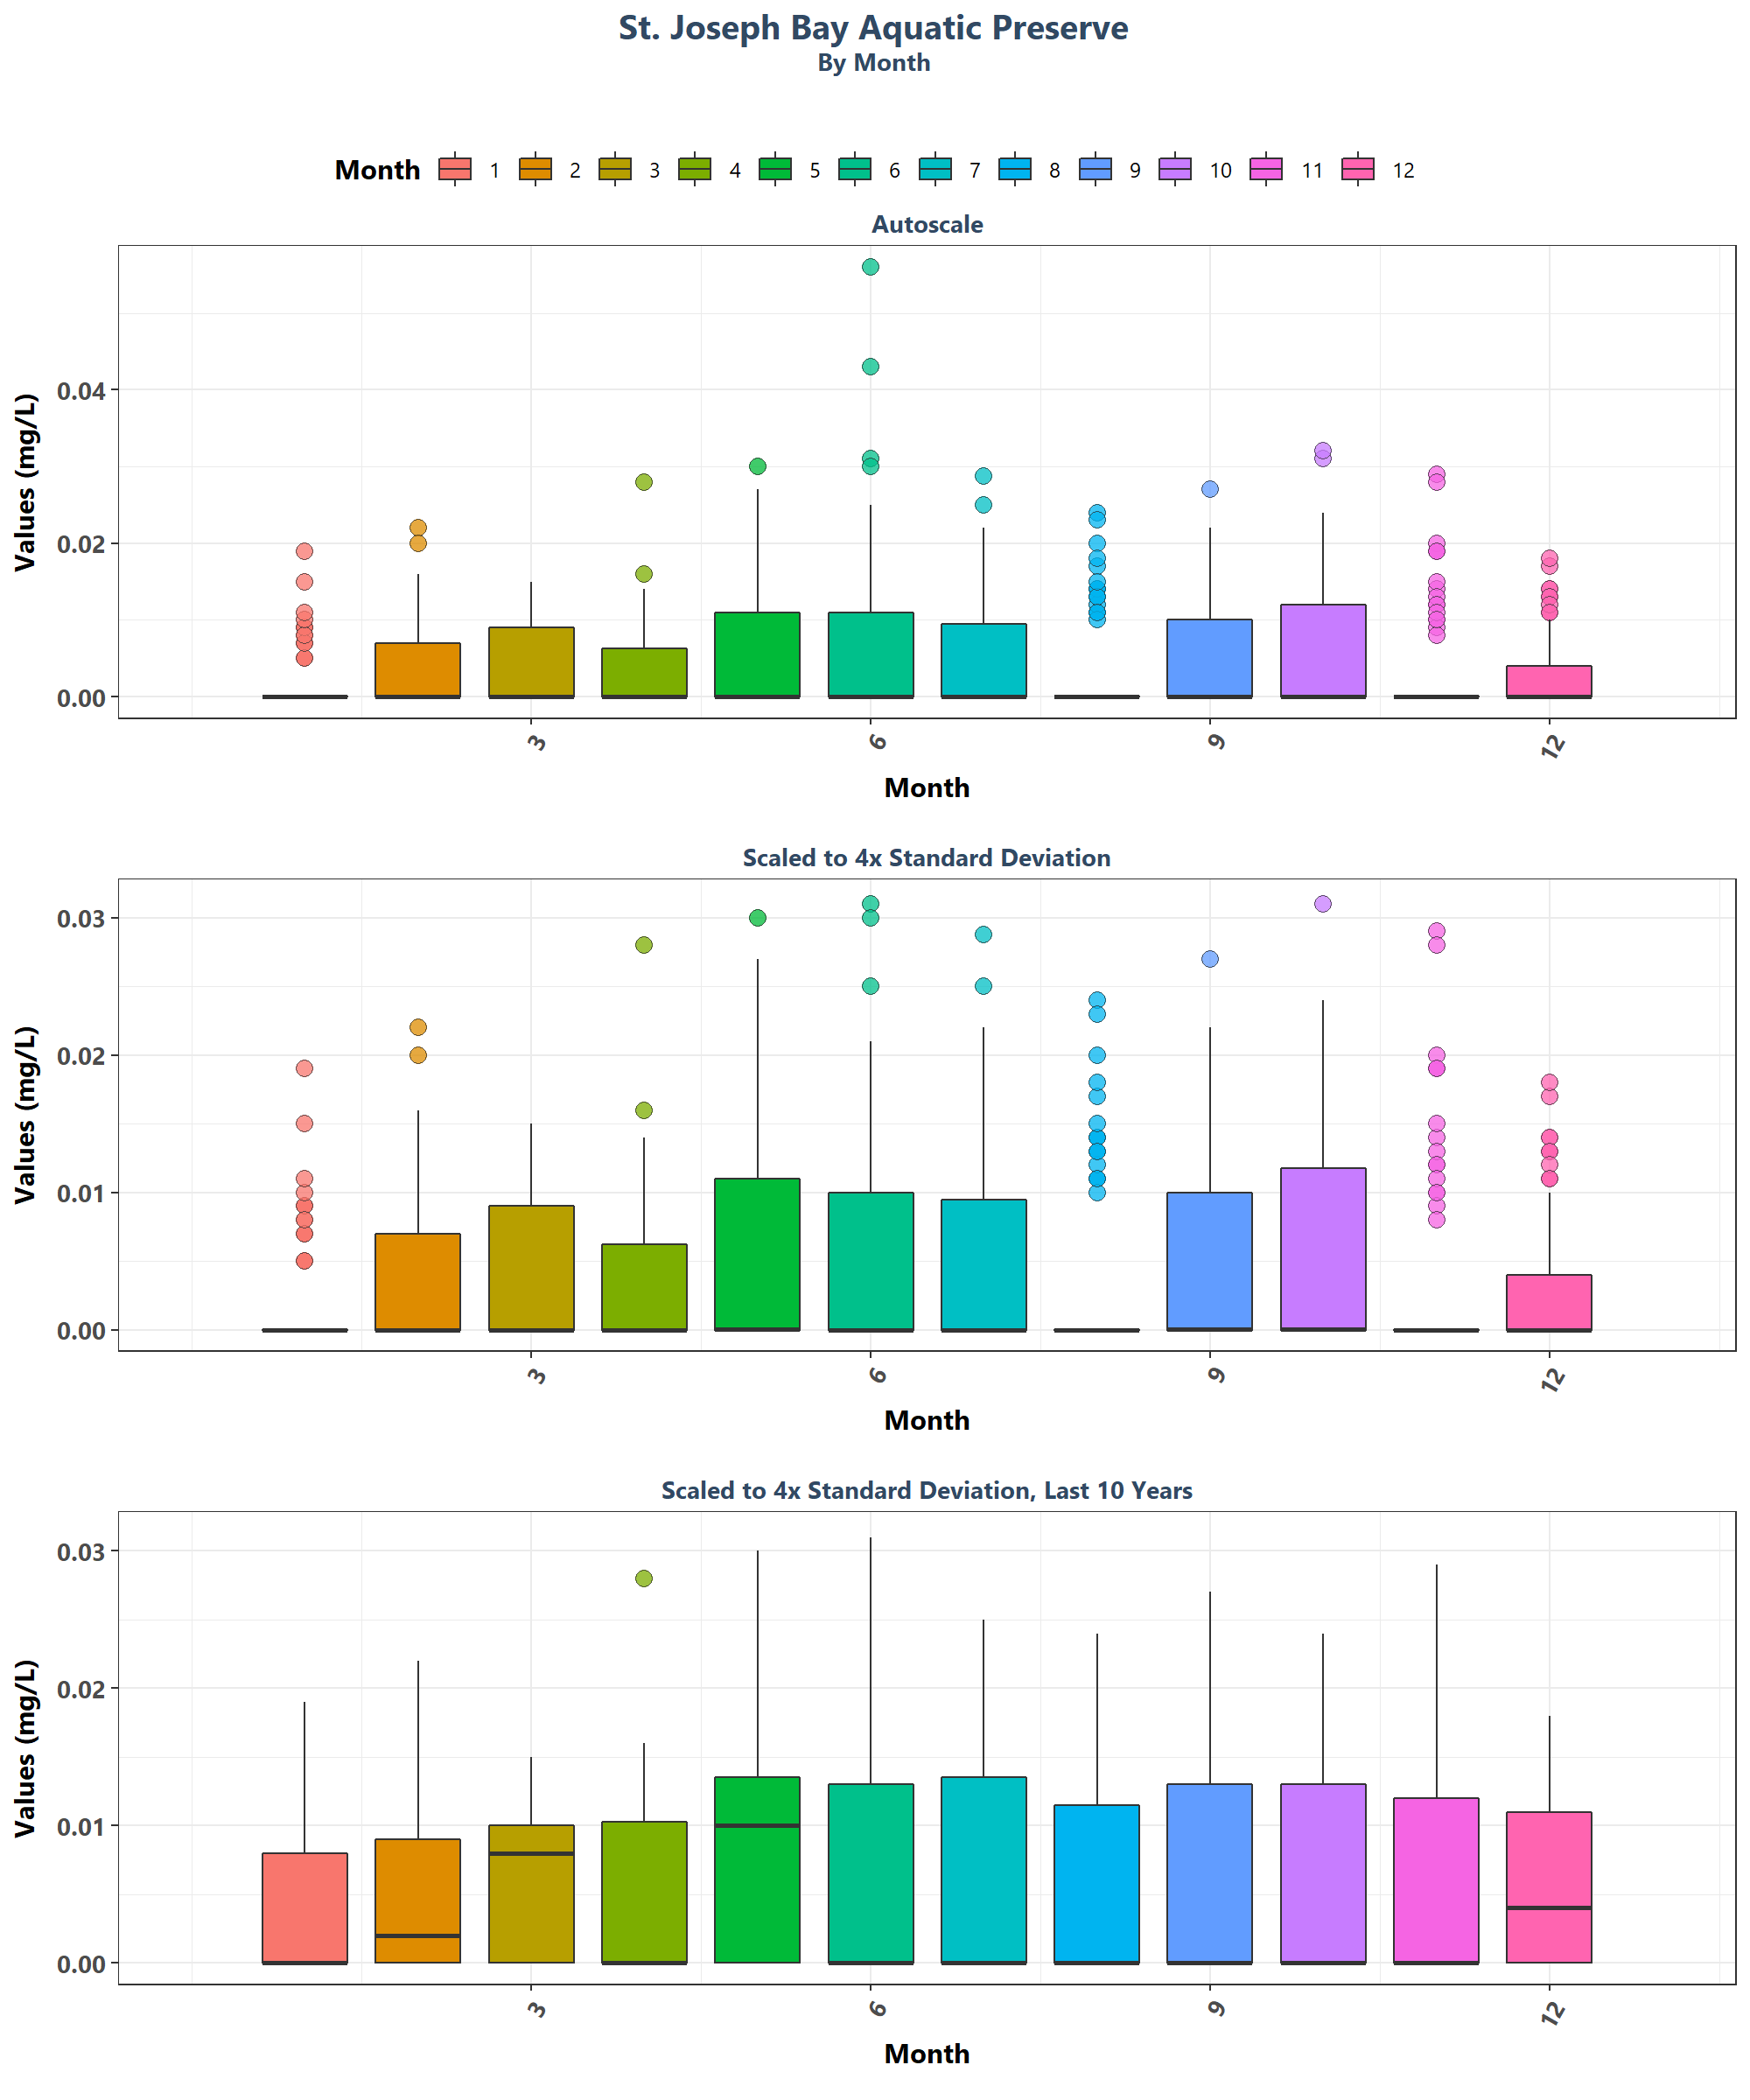 St. Joseph Bay Aquatic Preserve
By Month
Month 1 2 3 4 5 6 7 8 9 10 11 12
Autoscale
Values (mg/L)
0.04
0.02
0.00
3 6 9 12
Month
Scaled to 4x Standard Deviation
Values (mg/L)
0.03
0.02
0.01
0.00
3 6 9 12
Month
Scaled to 4x Standard Deviation, Last 10 Years
Values (mg/L)
0.03
0.02
0.01
0.00
3 6 9 12
Month